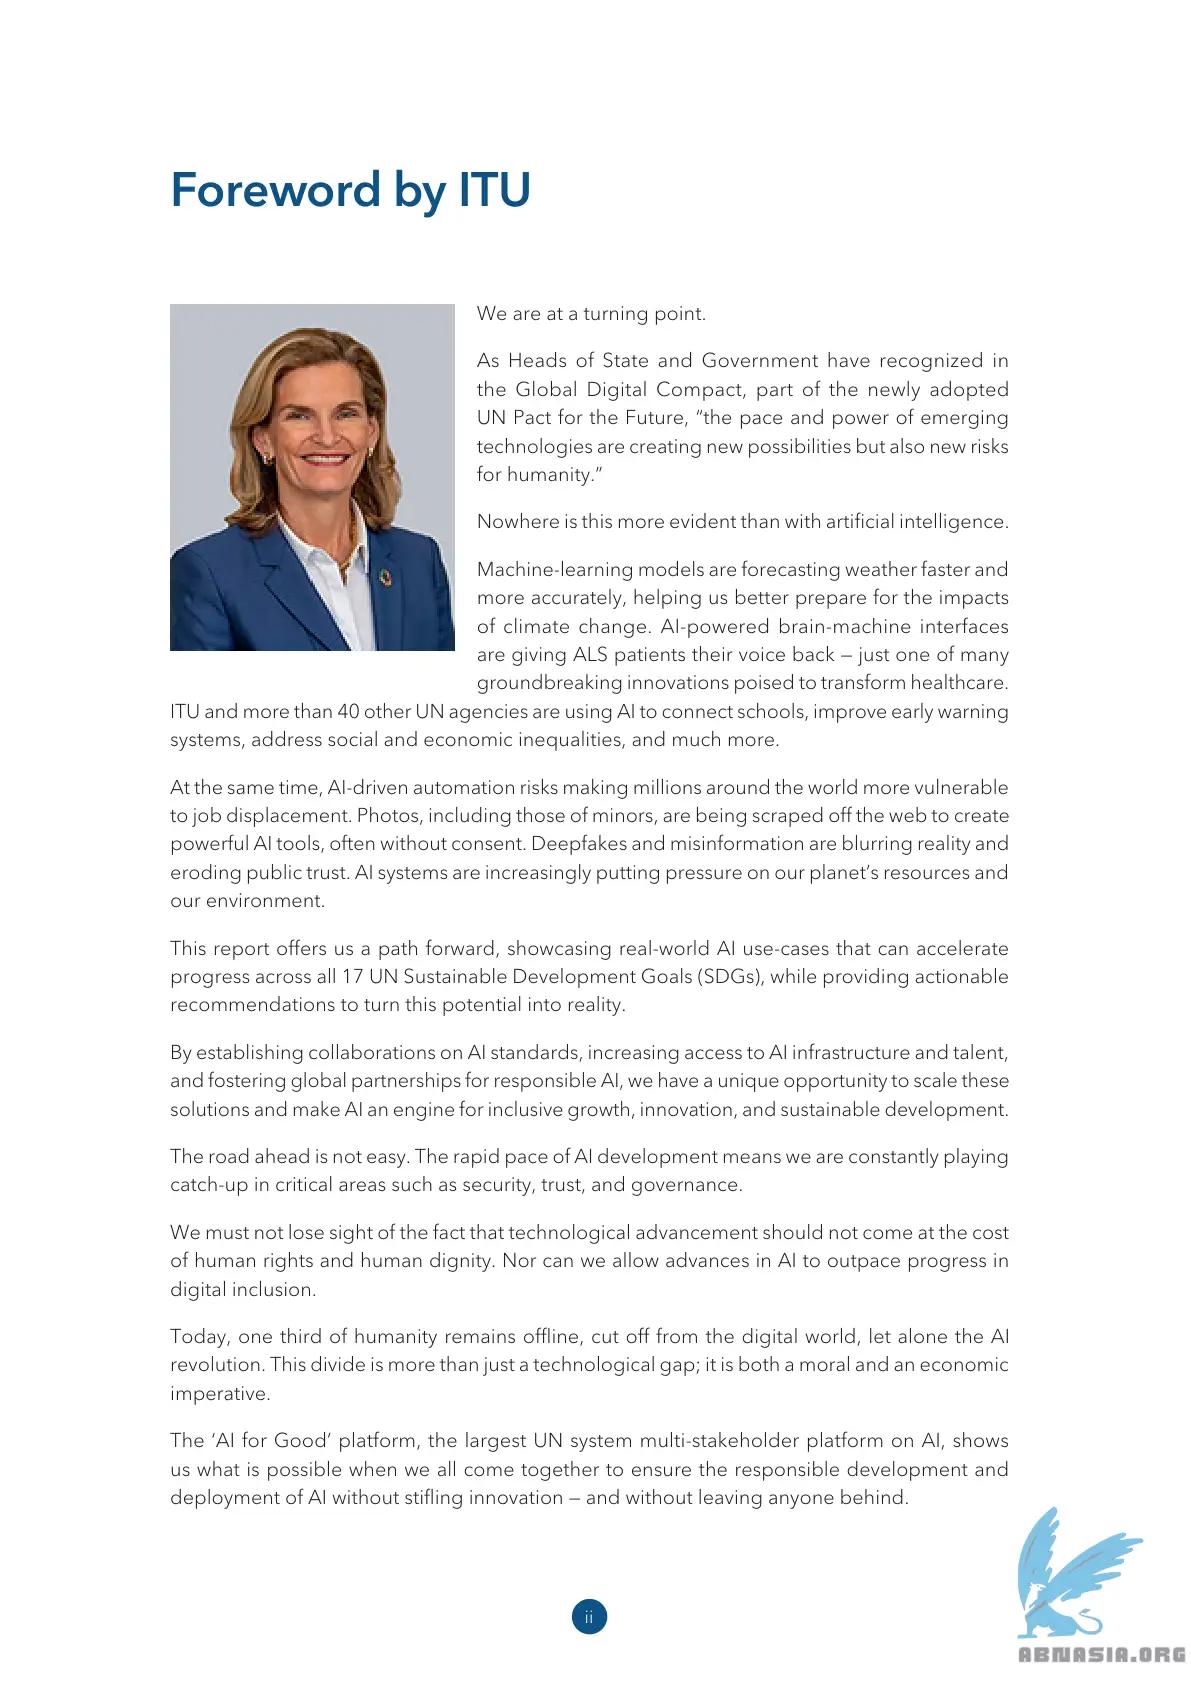 Foreword by ITU
We are at a turning point.
As Heads of State and Government have recognized in
the Global Digital Compact, part of the newly adopted
UN Pact for the Future, “the pace and power of emerging
technologies are creating new possibilities but also new risks
for humanity.”
Nowhere is this more evident than with artificial intelligence.
Machine-learning models are forecasting weather faster and
more accurately, helping us better prepare for the impacts
of climate change. AI-powered brain-machine interfaces
are giving ALS patients their voice back – just one of many
groundbreaking innovations poised to transform healthcare.
ITU and more than 40 other UN agencies are using AI to connect schools, improve early warning
systems, address social and economic inequalities, and much more.
At the same time, AI-driven automation risks making millions around the world more vulnerable
to job displacement. Photos, including those of minors, are being scraped off the web to create
powerful AI tools, often without consent. Deepfakes and misinformation are blurring reality and
eroding public trust. AI systems are increasingly putting pressure on our planet’s resources and
our environment.
This report offers us a path forward, showcasing real-world AI use-cases that can accelerate
progress across all 17 UN Sustainable Development Goals (SDGs), while providing actionable
recommendations to turn this potential into reality.
By establishing collaborations on AI standards, increasing access to AI infrastructure and talent,
and fostering global partnerships for responsible AI, we have a unique opportunity to scale these
solutions and make AI an engine for inclusive growth, innovation, and sustainable development.
The road ahead is not easy. The rapid pace of AI development means we are constantly playing
catch-up in critical areas such as security, trust, and governance.
We must not lose sight of the fact that technological advancement should not come at the cost
of human rights and human dignity. Nor can we allow advances in AI to outpace progress in
digital inclusion.
Today, one third of humanity remains offline, cut off from the digital world, let alone the AI
revolution. This divide is more than just a technological gap; it is both a moral and an economic
imperative.
The ‘AI for Good’ platform, the largest UN system multi-stakeholder platform on AI, shows
us what is possible when we all come together to ensure the responsible development and
deployment of AI without stifling innovation – and without leaving anyone behind.
ii
ABNASIA.ORG